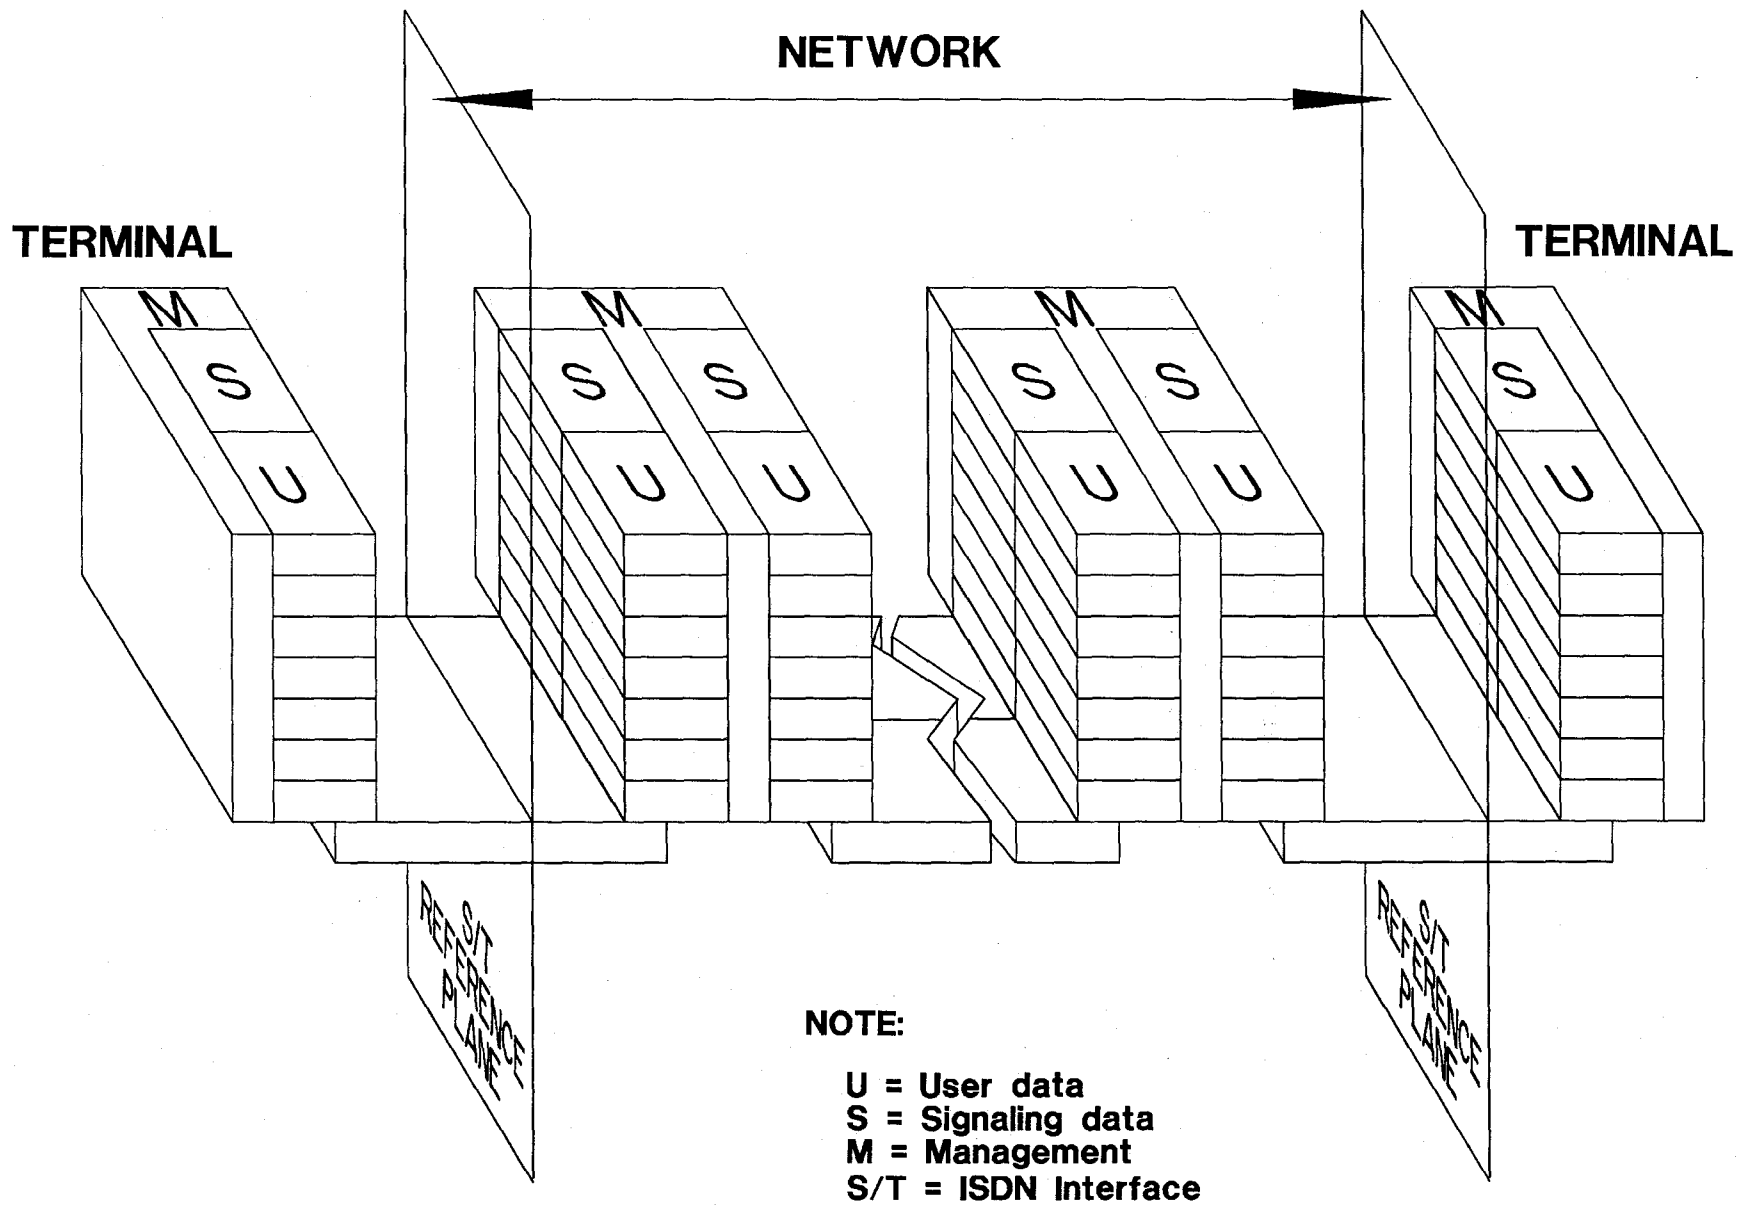 NETWORK
TERMINAL
TERMINAL
M
M
M
M
S
S
S
S
S
S
U
U
U
U
U
U
S/T
REFERENCE
PLANE
S/T
REFERENCE
PLANE
NOTE:
U = User data
S = Signaling data
M = Management
S/T = ISDN Interface